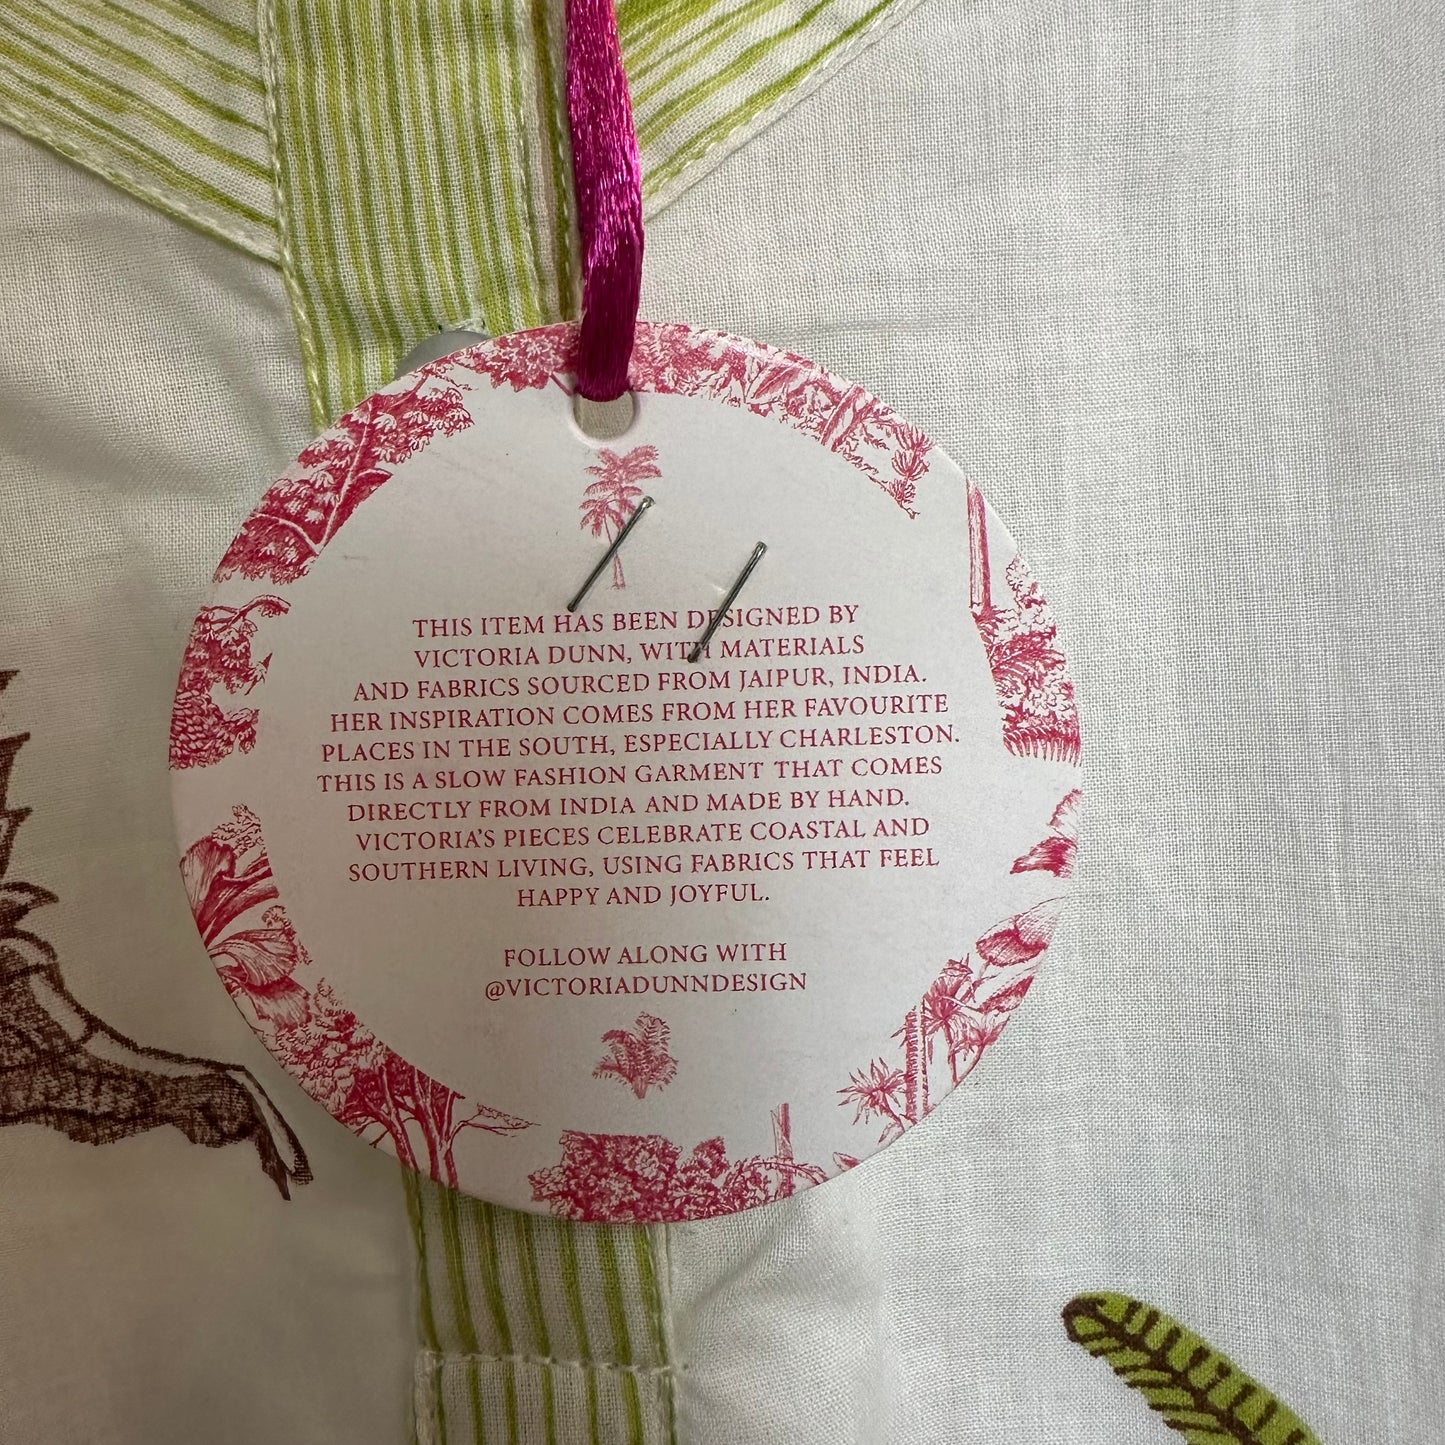 THIS ITEM HAS BEEN DESIGNED BY
VICTORIA DUNN, WITH MATERIALS
AND FABRICS SOURCED FROM JAIPUR, INDIA.
HER INSPIRATION COMES FROM HER FAVOURITE
PLACES IN THE SOUTH, ESPECIALLY CHARLESTON.
THIS IS A SLOW FASHION GARMENT THAT COMES
DIRECTLY FROM INDIA AND MADE BY HAND.
VICTORIA'S PIECES CELEBRATE COASTAL AND
SOUTHERN LIVING, USING FABRICS THAT FEEL
HAPPY AND JOYFUL.
FOLLOW ALONG WITH
@VICTORIADUNNDESIGN